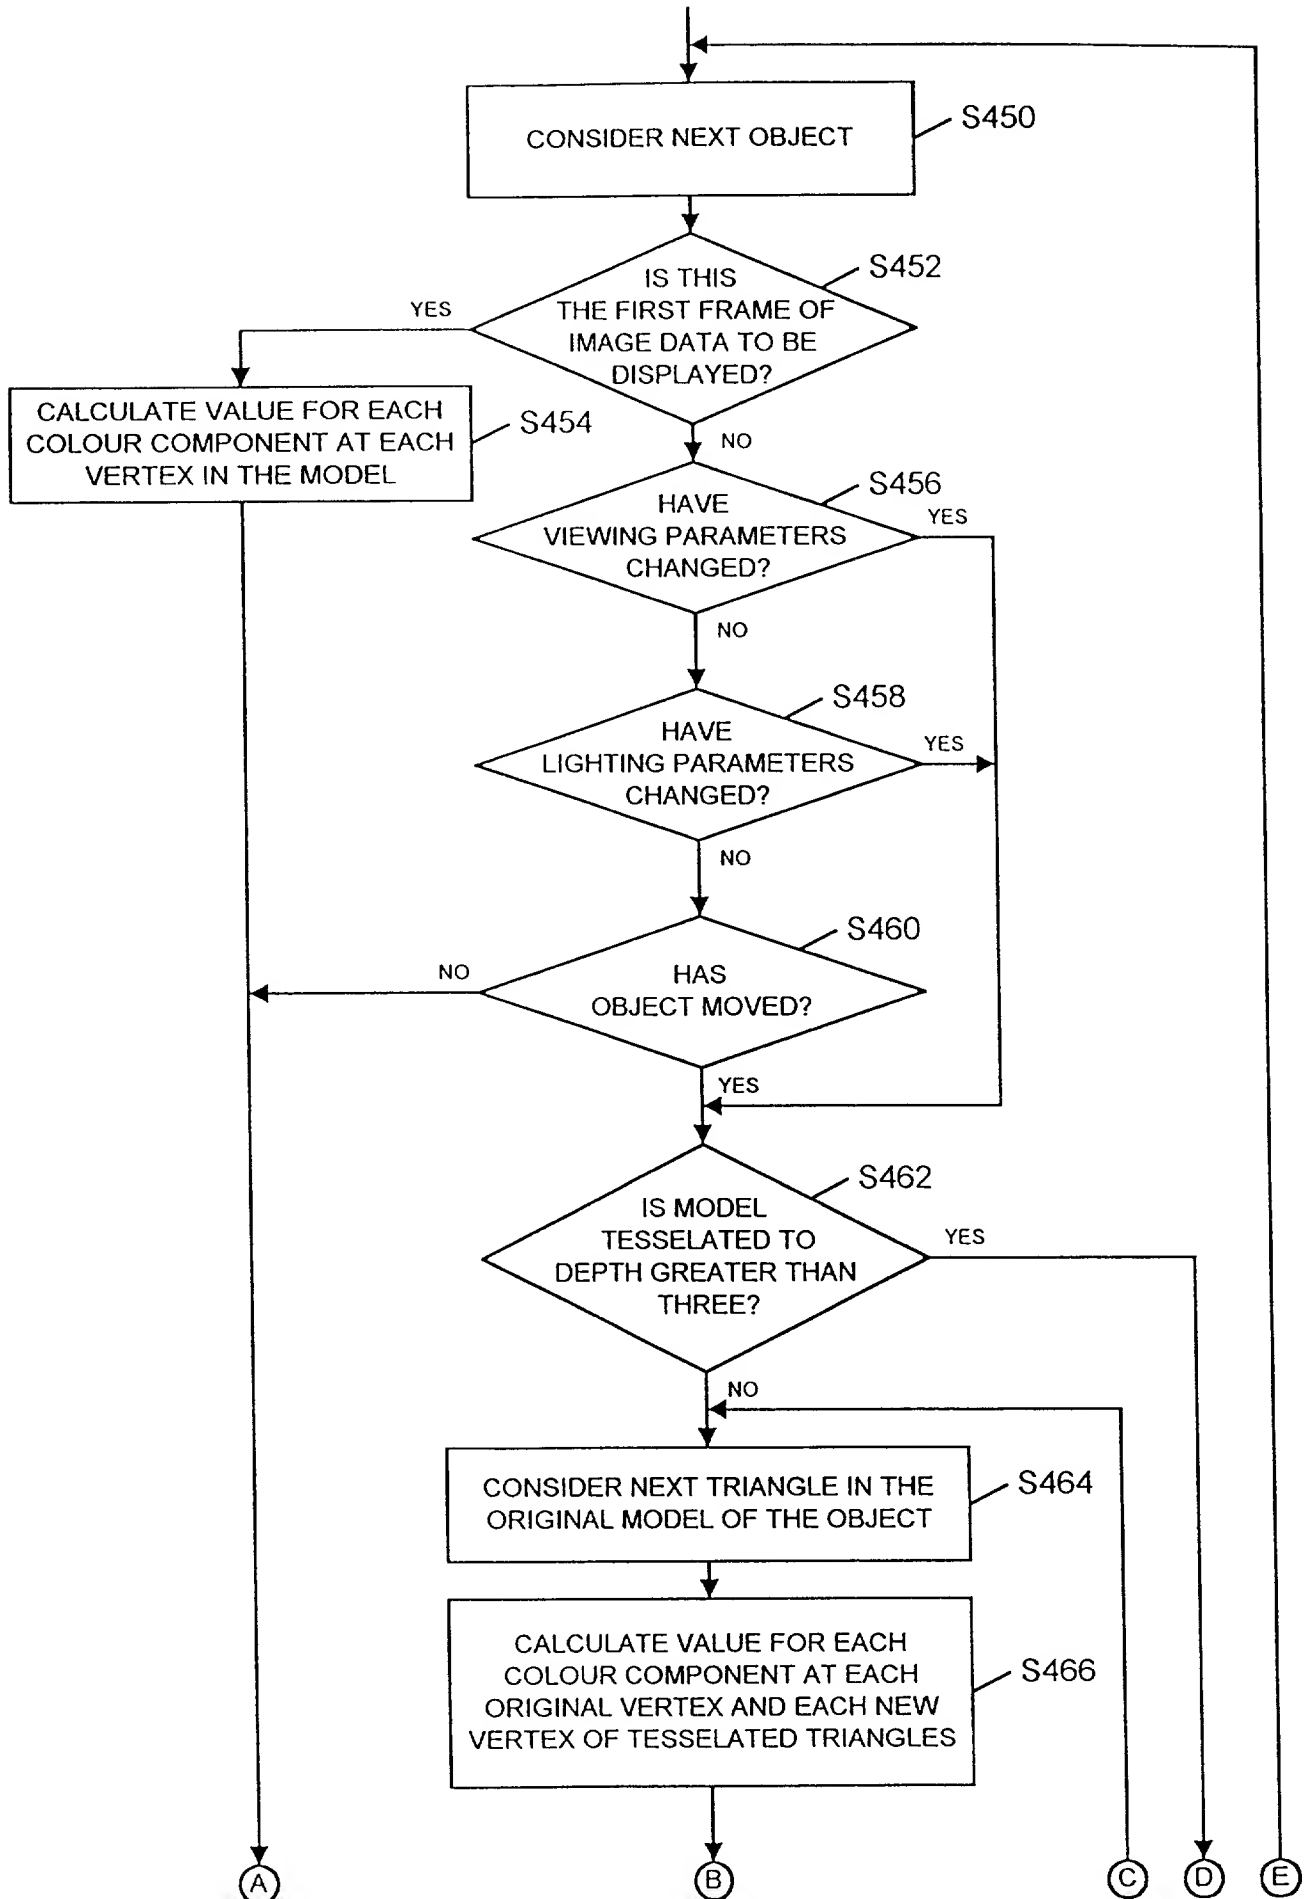 CONSIDER NEXT OBJECT
S450
IS THIS
THE FIRST FRAME OF
IMAGE DATA TO BE
DISPLAYED?
S452
YES
NO
CALCULATE VALUE FOR EACH
COLOUR COMPONENT AT EACH
VERTEX IN THE MODEL
S454
HAVE
VIEWING PARAMETERS
CHANGED?
S456
YES
NO
HAVE
LIGHTING PARAMETERS
CHANGED?
S458
YES
NO
HAS
OBJECT MOVED?
S460
NO
YES
IS MODEL
TESSELATED TO
DEPTH GREATER THAN
THREE?
S462
YES
NO
CONSIDER NEXT TRIANGLE IN THE
ORIGINAL MODEL OF THE OBJECT
S464
CALCULATE VALUE FOR EACH
COLOUR COMPONENT AT EACH
ORIGINAL VERTEX AND EACH NEW
VERTEX OF TESSELATED TRIANGLES
S466
A
B
C
D
E